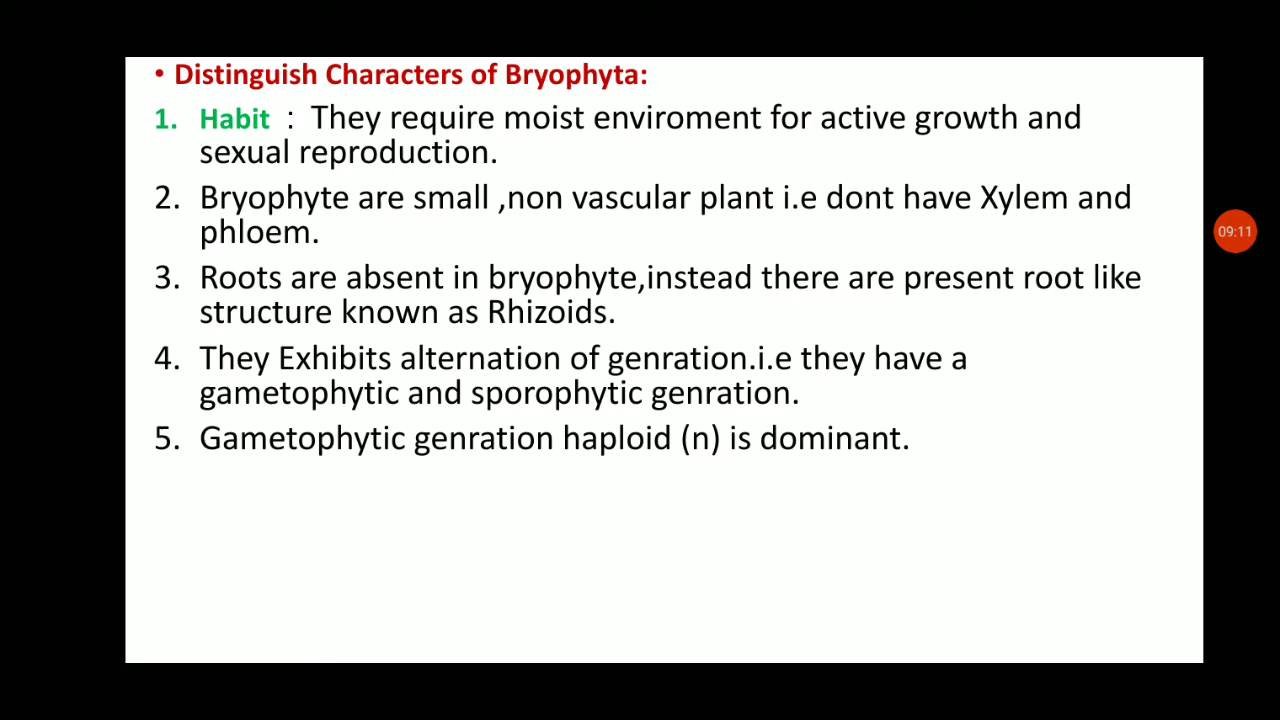 • Distinguish Characters of Bryophyta:
1. Habit : They require moist enviroment for active growth and
sexual reproduction.
2. Bryophyte are small ,non vascular plant i.e dont have Xylem and
phloem.
3. Roots are absent in bryophyte,instead there are present root like
structure known as Rhizoids.
4. They Exhibits alternation of genration.i.e they have a
gametophytic and sporophytic genration.
5. Gametophytic genration haploid (n) is dominant.
09:11